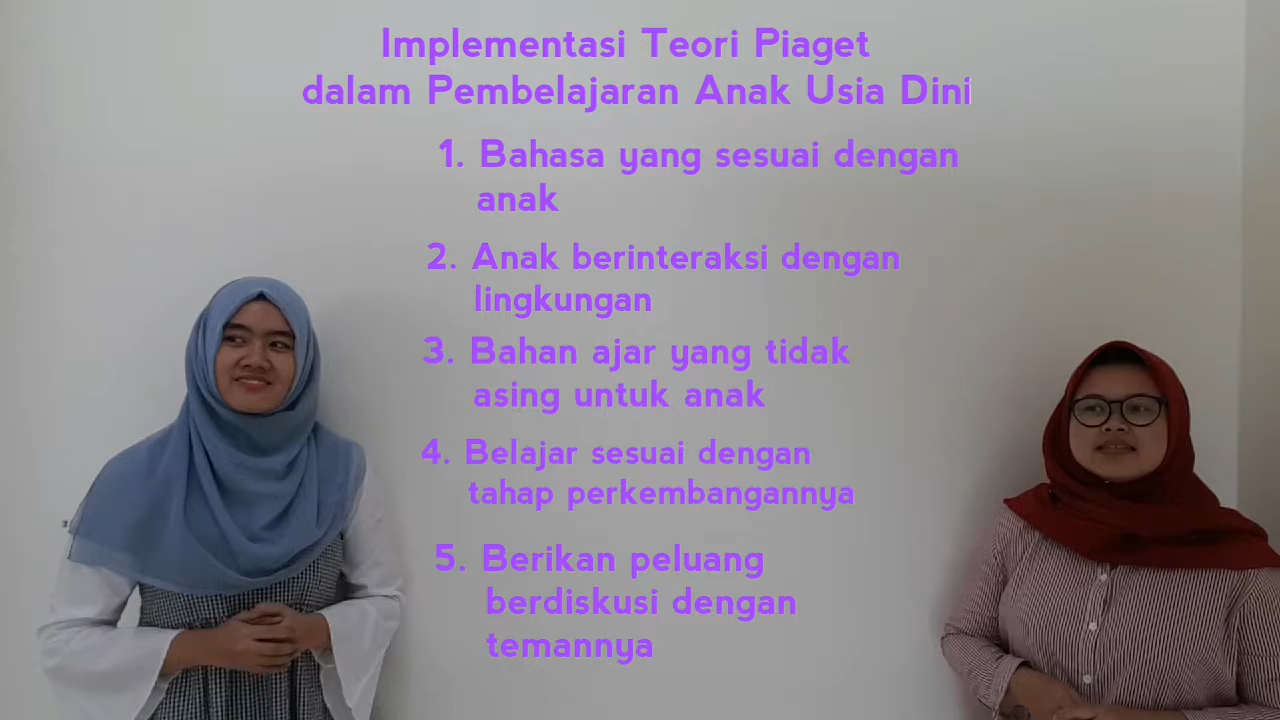 Implementasi Teori Piaget
dalam Pembelajaran Anak Usia Dini
1. Bahasa yang sesuai dengan
anak
2. Anak berinteraksi dengan
lingkungan
3. Bahan ajar yang tidak
asing untuk anak
4. Belajar sesuai dengan
tahap perkembangannya
5. Berikan peluang
berdiskusi dengan
temannya